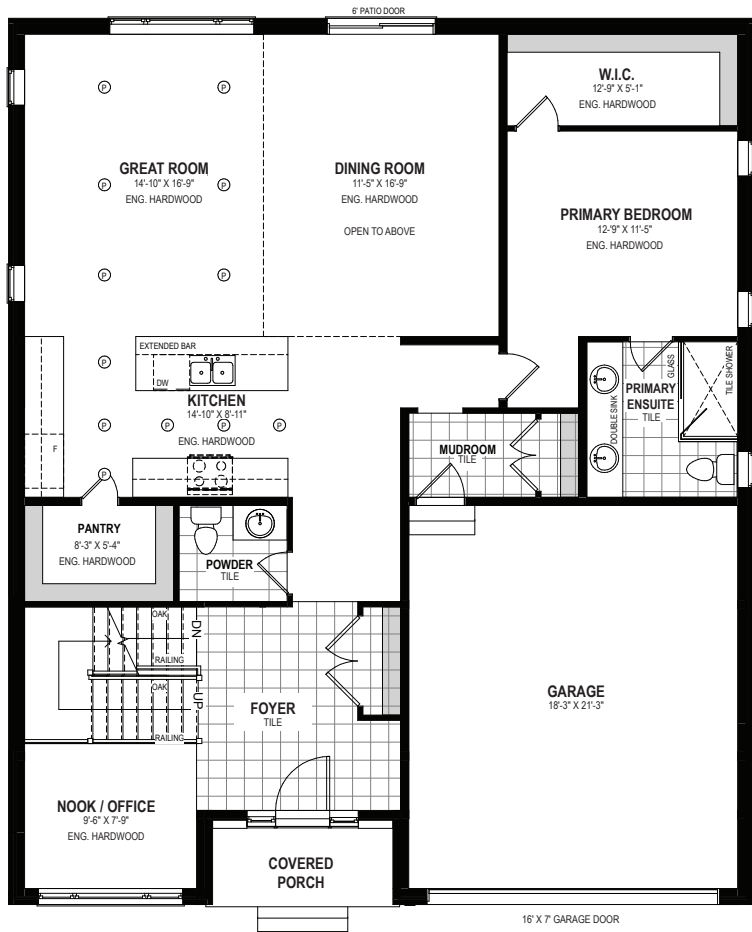 6' PATIO DOOR
W.I.C.
12'-9" X 5'-1"
ENG. HARDWOOD
P
P
GREAT ROOM
14'-10" X 16'-9"
ENG. HARDWOOD
P
P
DINING ROOM
11'-5" X 16'-9"
ENG. HARDWOOD
OPEN TO ABOVE
PRIMARY BEDROOM
12'-9" X 11'-5"
ENG. HARDWOOD
P
P
EXTENDED BAR
DW
P
KITCHEN
14'-10" X 8'-11"
ENG. HARDWOOD
P
P
P
P
F
P
GLASS
TILE SHOWER
DOUBLE SINK
PRIMARY
ENSUITE
TILE
MUDROOM
TILE
PANTRY
8'-3" X 5'-4"
ENG. HARDWOOD
POWDER
TILE
OAK
DN
RAILING
OAK
UP
RAILING
FOYER
TILE
GARAGE
18'-3" X 21'-3"
NOOK / OFFICE
9'-6" X 7'-9"
ENG. HARDWOOD
COVERED
PORCH
16' X 7' GARAGE DOOR